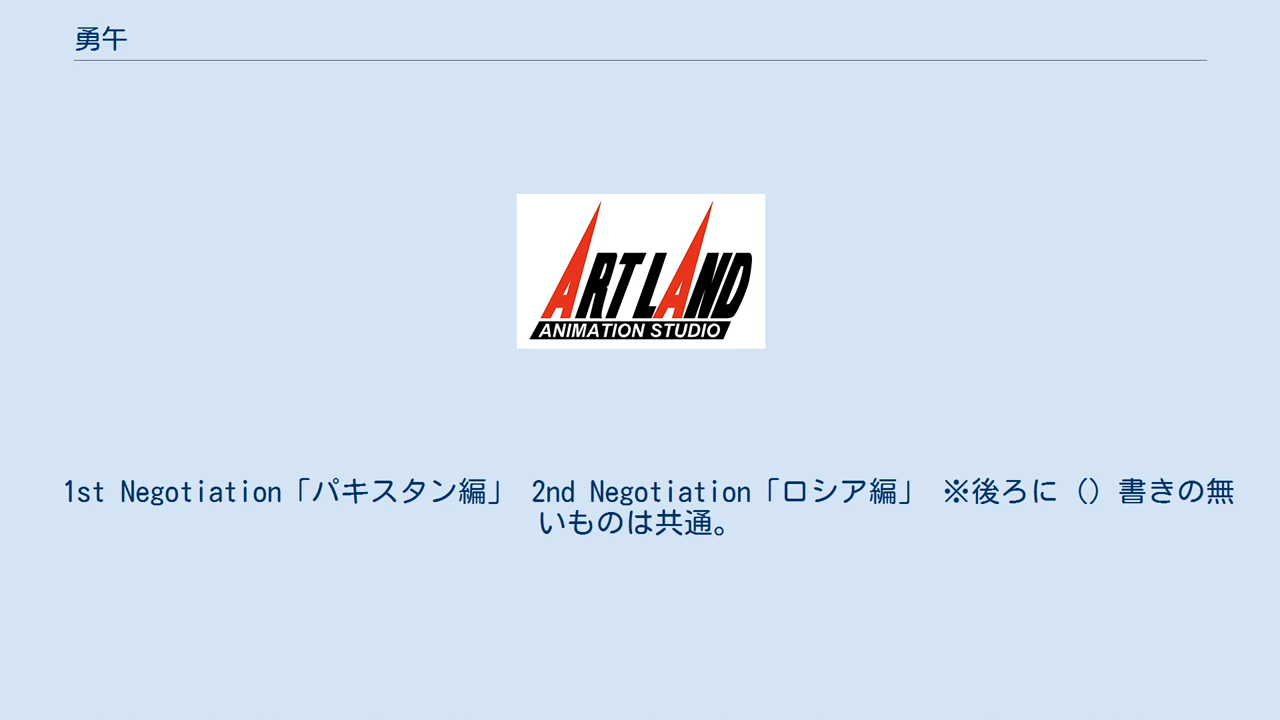 勇午
ARTLAND
ANIMATION STUDIO
1st Negotiation「パキスタン編」 2nd Negotiation「ロシア編」 ※後ろに（）書きの無
いものは共通。